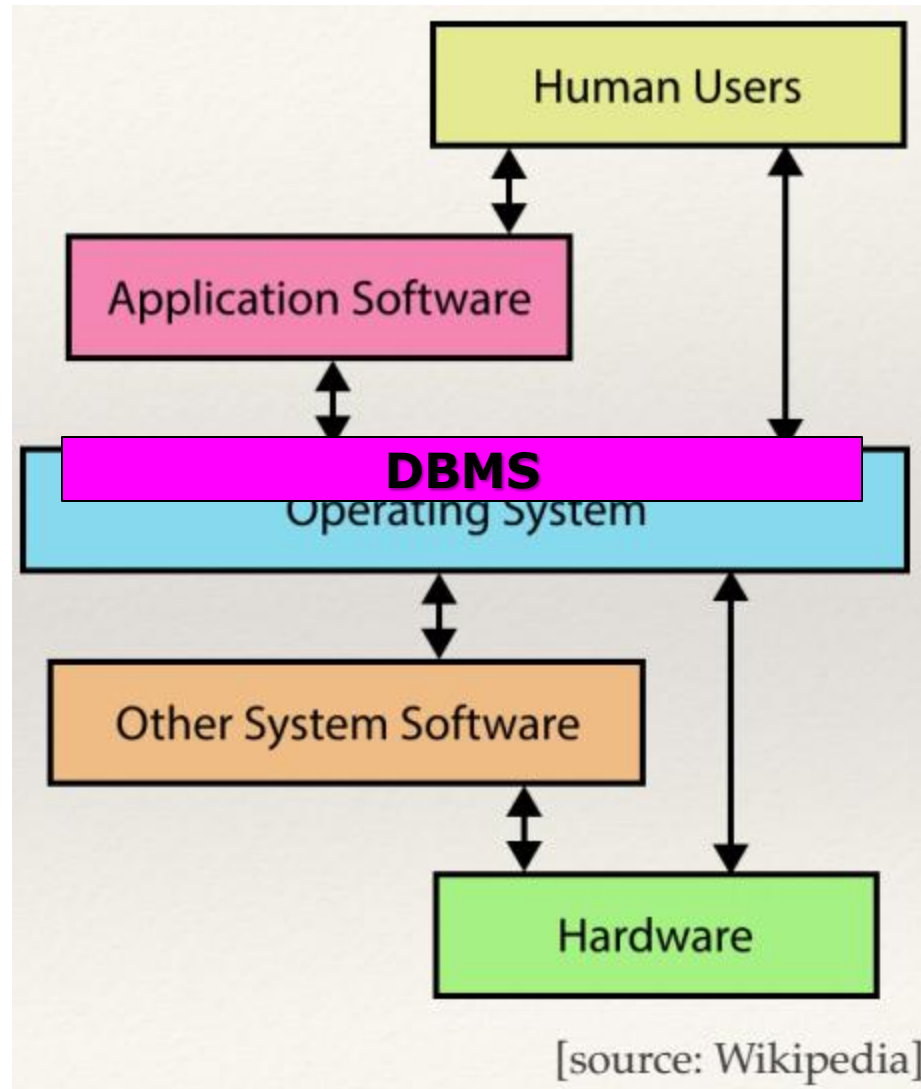 Human Users
Application Software
DBMS
Operating System
Other System Software
Hardware
[source: Wikipedia]